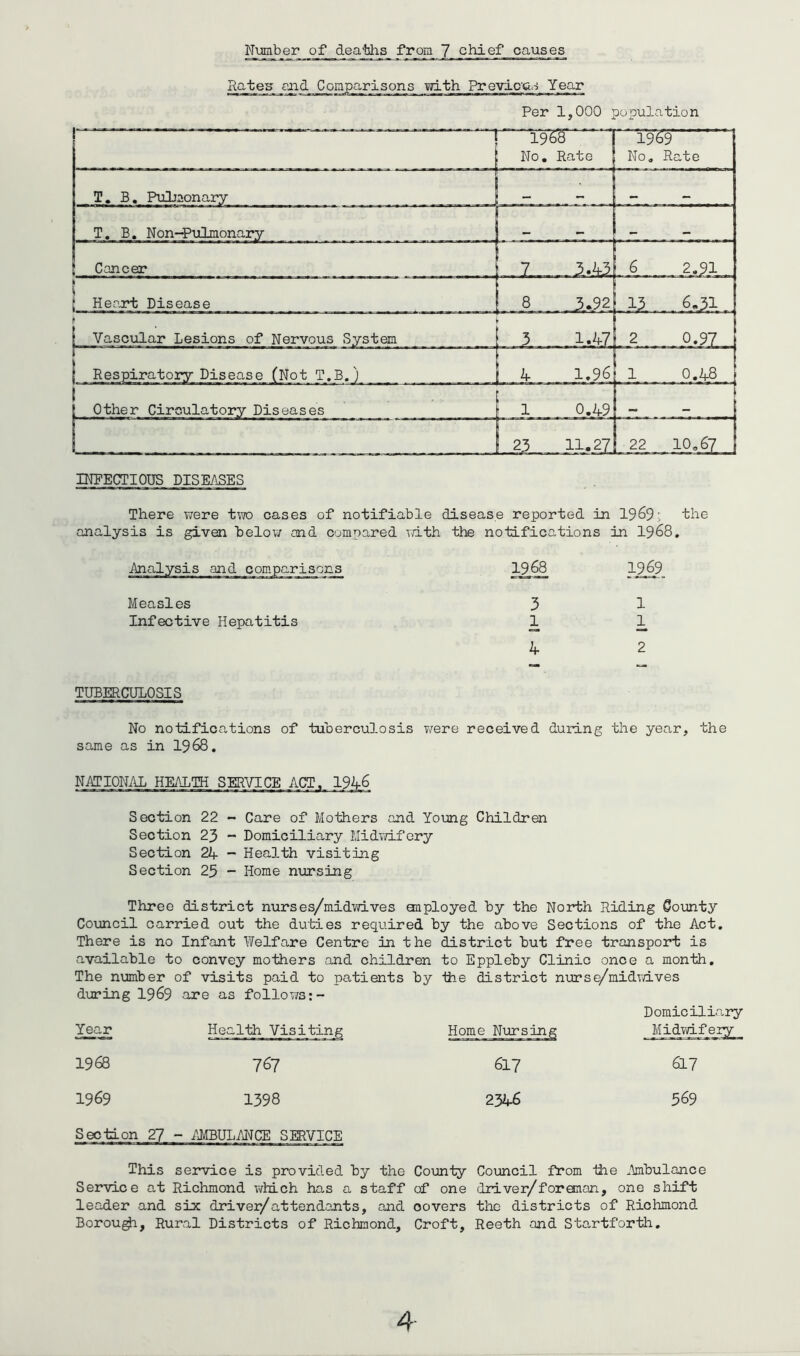 Number of deaths from 7 chief causes
Rates and Comparisons with Previous Year
Per 1,000 population
1968 1969
No. Rate No. Rate
T. B. Pulmonary - - - -
T. B. Non-Pulmonary - - - -
Cancer 7 3.43 6 2.91
Heart Disease 8 3.92 13 6.31
Vascular Lesions of Nervous System 3 1.47 2 0.97
Respiratory Disease (Not T.B.) 4 1.96 1 0.48
Other Circulatory Diseases 1 0.49 - -
23 11.27 22 10.67
INFECTIOUS DISEASES
There were two cases of notifiable disease reported in 1969; the
analysis is given below and compared with the notifications in 1968.
Analysis and comparisons 1968 1969
Measles 3 1
Infective Hepatitis 1 1
4 2
TUBERCULOSIS
No notifications of tuberculosis were received during the year, the
same as in 1968.
NATIONAL HEALTH SERVICE ACT, 1946
Section 22 - Care of Mothers and Young Children
Section 23 - Domiciliary Midwifery
Section 24 - Health visiting
Section 25 - Home nursing
Three district nurses/midwives employed by the North Riding County
Council carried out the duties required by the above Sections of the Act.
There is no Infant Welfare Centre in the district but free transport is
available to convey mothers and children to Eppleby Clinic once a month.
The number of visits paid to patients by the district nurse/midwives
during 1969 are as follows:-
Domiciliary
Year Health Visiting Home Nursing Midwifery
1968 767 617 617
1969 1398 2346 569
Section 27 - AMBULANCE SERVICE
This service is provided by the County Council from the Ambulance
Service at Richmond which has a staff of one driver/foreman, one shift
leader and six driver/attendants, and covers the districts of Richmond
Borough, Rural Districts of Richmond, Croft, Reeth and Startforth.
4